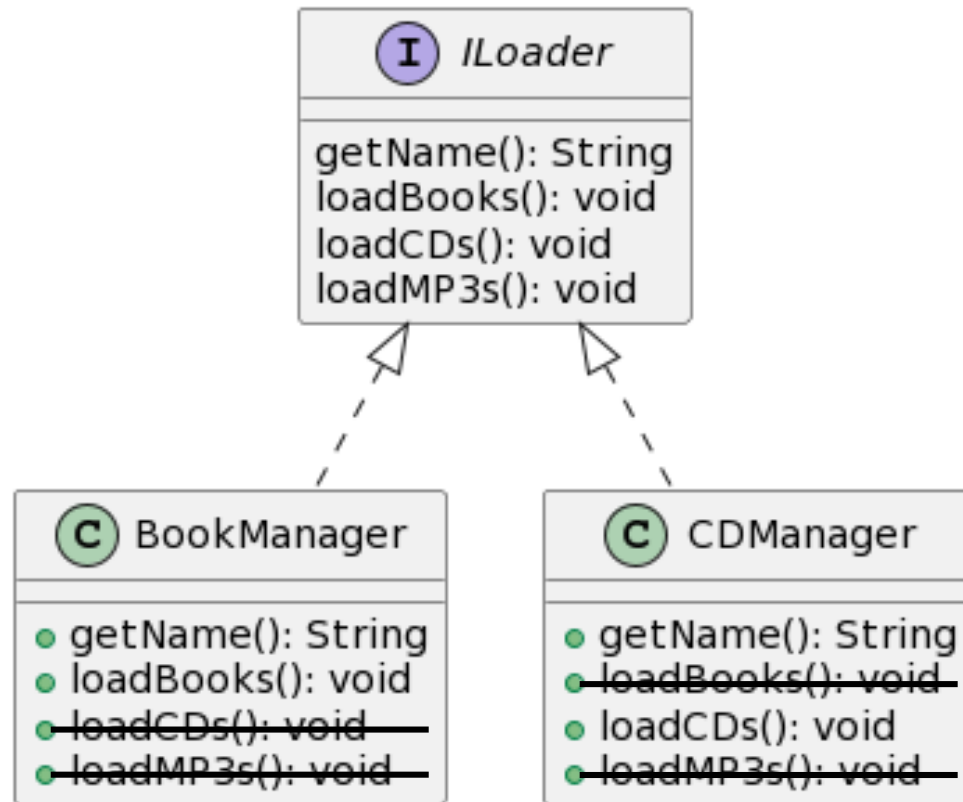 I ILoader
getName(): String
loadBooks(): void
loadCDs(): void
loadMP3s(): void
C BookManager
getName(): String
loadBooks(): void
loadCDs(): void
loadMP3s(): void
C CDManager
getName(): String
loadBooks(): void
loadCDs(): void
loadMP3s(): void